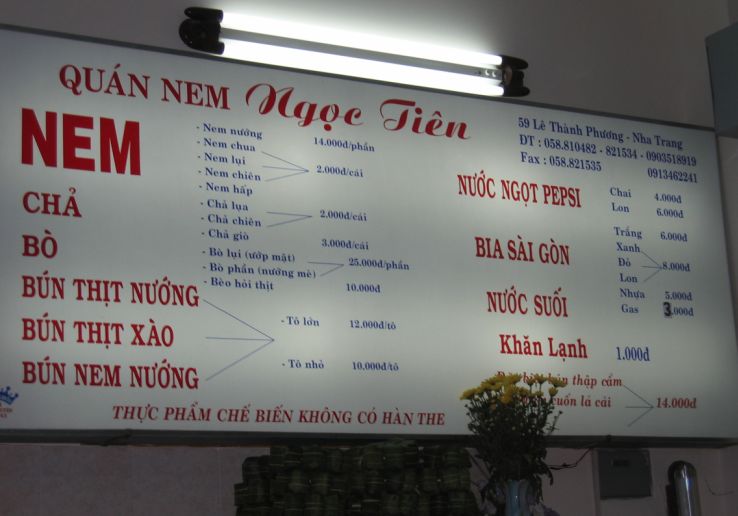 QUÁN NEM Ngọc Tiên
59 Lê Thành Phương - Nha Trang
ĐT : 058.810482 - 821534 - 0903518919
Fax : 058.821535 0913462241
NEM
- Nem nướng 14.000đ/phần
- Nem chua
- Nem lụi 2.000đ/cái
- Nem chiên
- Nem hấp
CHẢ
- Chả lụa
- Chả chiên 2.000đ/cái
- Chả giò 3.000đ/cái
BÒ
- Bò lụi (ướp mật) 25.000đ/phần
- Bò phần (nướng mè)
- Bèo hỏi thịt 10.000đ
BÚN THỊT NƯỚNG
BÚN THỊT XÀO
BÚN NEM NƯỚNG
- Tô lớn 12.000đ/tô
- Tô nhỏ 10.000đ/tô
NƯỚC NGỌT PEPSI
Chai 4.000đ
Lon 6.000đ
BIA SÀI GÒN
Trắng 6.000đ
Xanh
Đỏ 8.000đ
Lon
NƯỚC SUỐI
Nhựa 5.000đ
Gas 3.000đ
Khăn Lạnh 1.000đ
thập cẩm
cuốn lá cải 14.000đ
THỰC PHẨM CHẾ BIẾN KHÔNG CÓ HÀN THE